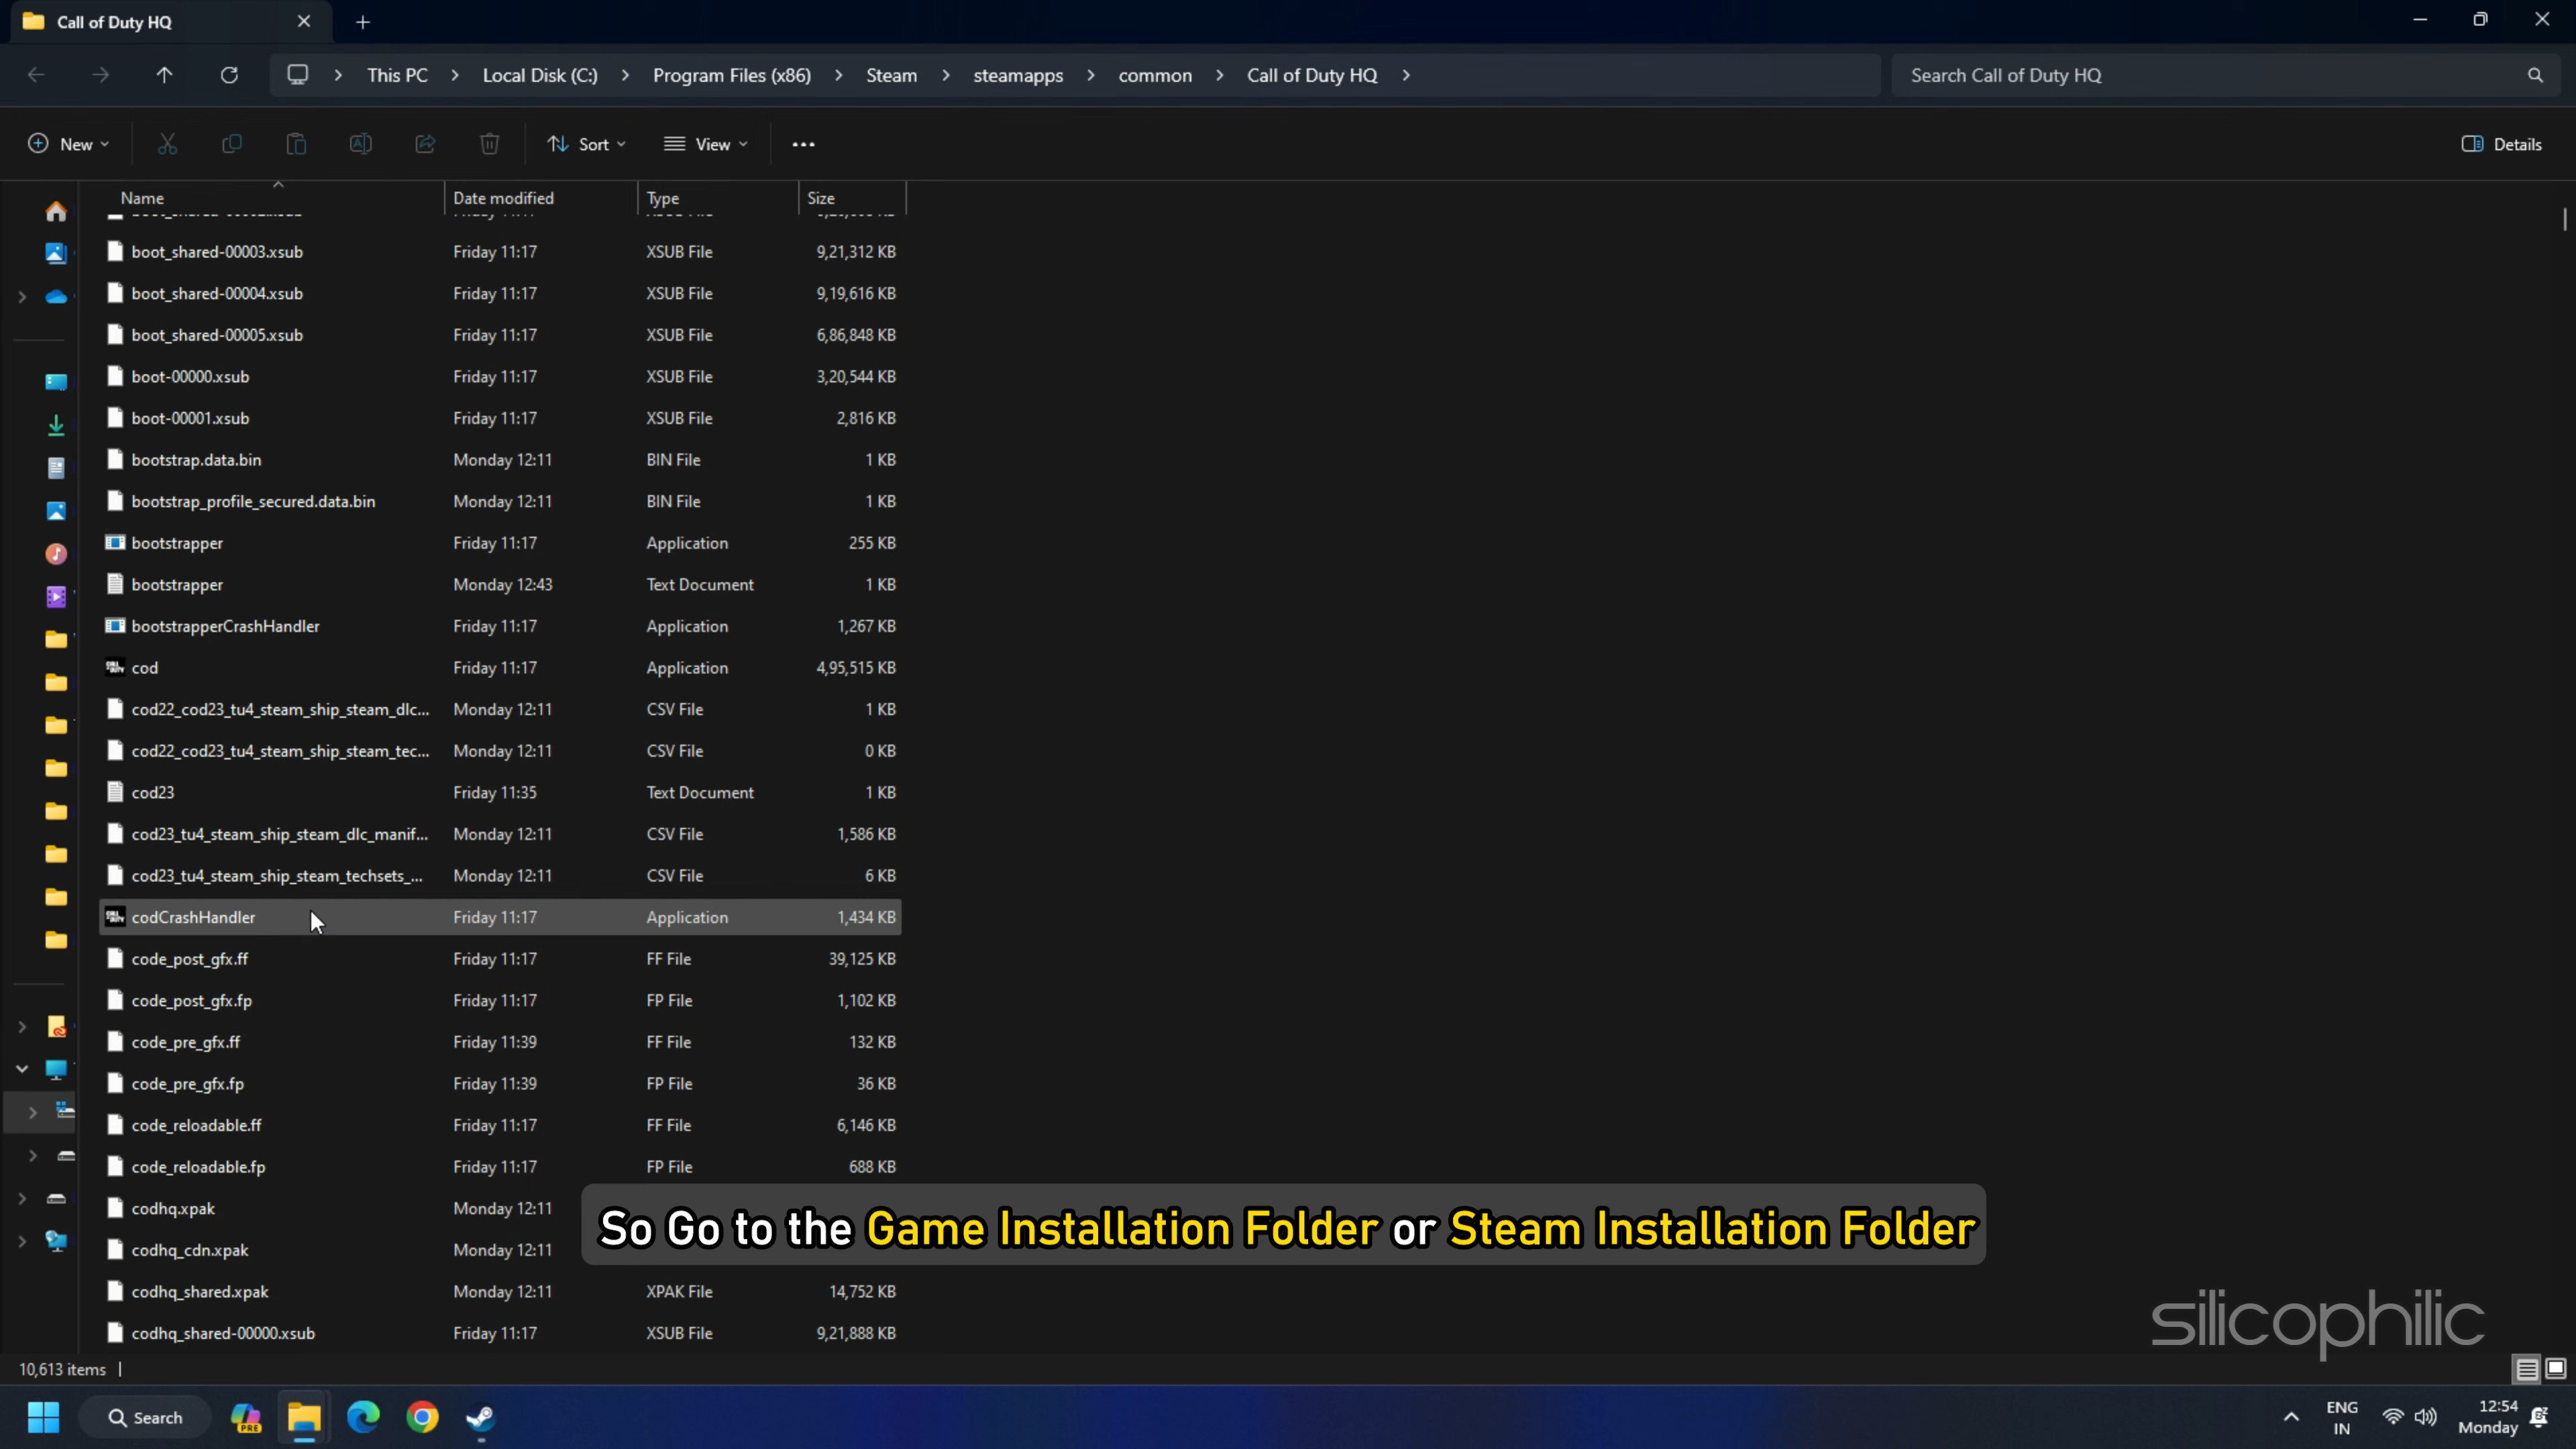 Call of Duty HQ
This PC > Local Disk (C:) > Program Files (x86) > Steam > steamapps > common > Call of Duty HQ >
Search Call of Duty HQ
New
Sort
View
Details
Name Date modified Type Size
boot_shared-00003.xsub Friday 11:17 XSUB File 9,21,312 KB
boot_shared-00004.xsub Friday 11:17 XSUB File 9,19,616 KB
boot_shared-00005.xsub Friday 11:17 XSUB File 6,86,848 KB
boot-00000.xsub Friday 11:17 XSUB File 3,20,544 KB
boot-00001.xsub Friday 11:17 XSUB File 2,816 KB
bootstrap.data.bin Monday 12:11 BIN File 1 KB
bootstrap_profile_secured.data.bin Monday 12:11 BIN File 1 KB
bootstrapper Friday 11:17 Application 255 KB
bootstrapper Monday 12:43 Text Document 1 KB
bootstrapperCrashHandler Friday 11:17 Application 1,267 KB
cod Friday 11:17 Application 4,95,515 KB
cod22_cod23_tu4_steam_ship_steam_dlc... Monday 12:11 CSV File 1 KB
cod22_cod23_tu4_steam_ship_steam_tec... Monday 12:11 CSV File 0 KB
cod23 Friday 11:35 Text Document 1 KB
cod23_tu4_steam_ship_steam_dlc_manif... Monday 12:11 CSV File 1,586 KB
cod23_tu4_steam_ship_steam_techsets_... Monday 12:11 CSV File 6 KB
codCrashHandler Friday 11:17 Application 1,434 KB
code_post_gfx.ff Friday 11:17 FF File 39,125 KB
code_post_gfx.fp Friday 11:17 FP File 1,102 KB
code_pre_gfx.ff Friday 11:39 FF File 132 KB
code_pre_gfx.fp Friday 11:39 FP File 36 KB
code_reloadable.ff Friday 11:17 FF File 6,146 KB
code_reloadable.fp Friday 11:17 FP File 688 KB
codhq.xpak Monday 12:11
So Go to the Game Installation Folder or Steam Installation Folder
codhq_cdn.xpak Monday 12:11
codhq_shared.xpak Monday 12:11 XPAK File 14,752 KB
codhq_shared-00000.xsub Friday 11:17 XSUB File 9,21,888 KB
silicophilic
10,613 items
Search
PRE
ENG
IN
12:54
Monday